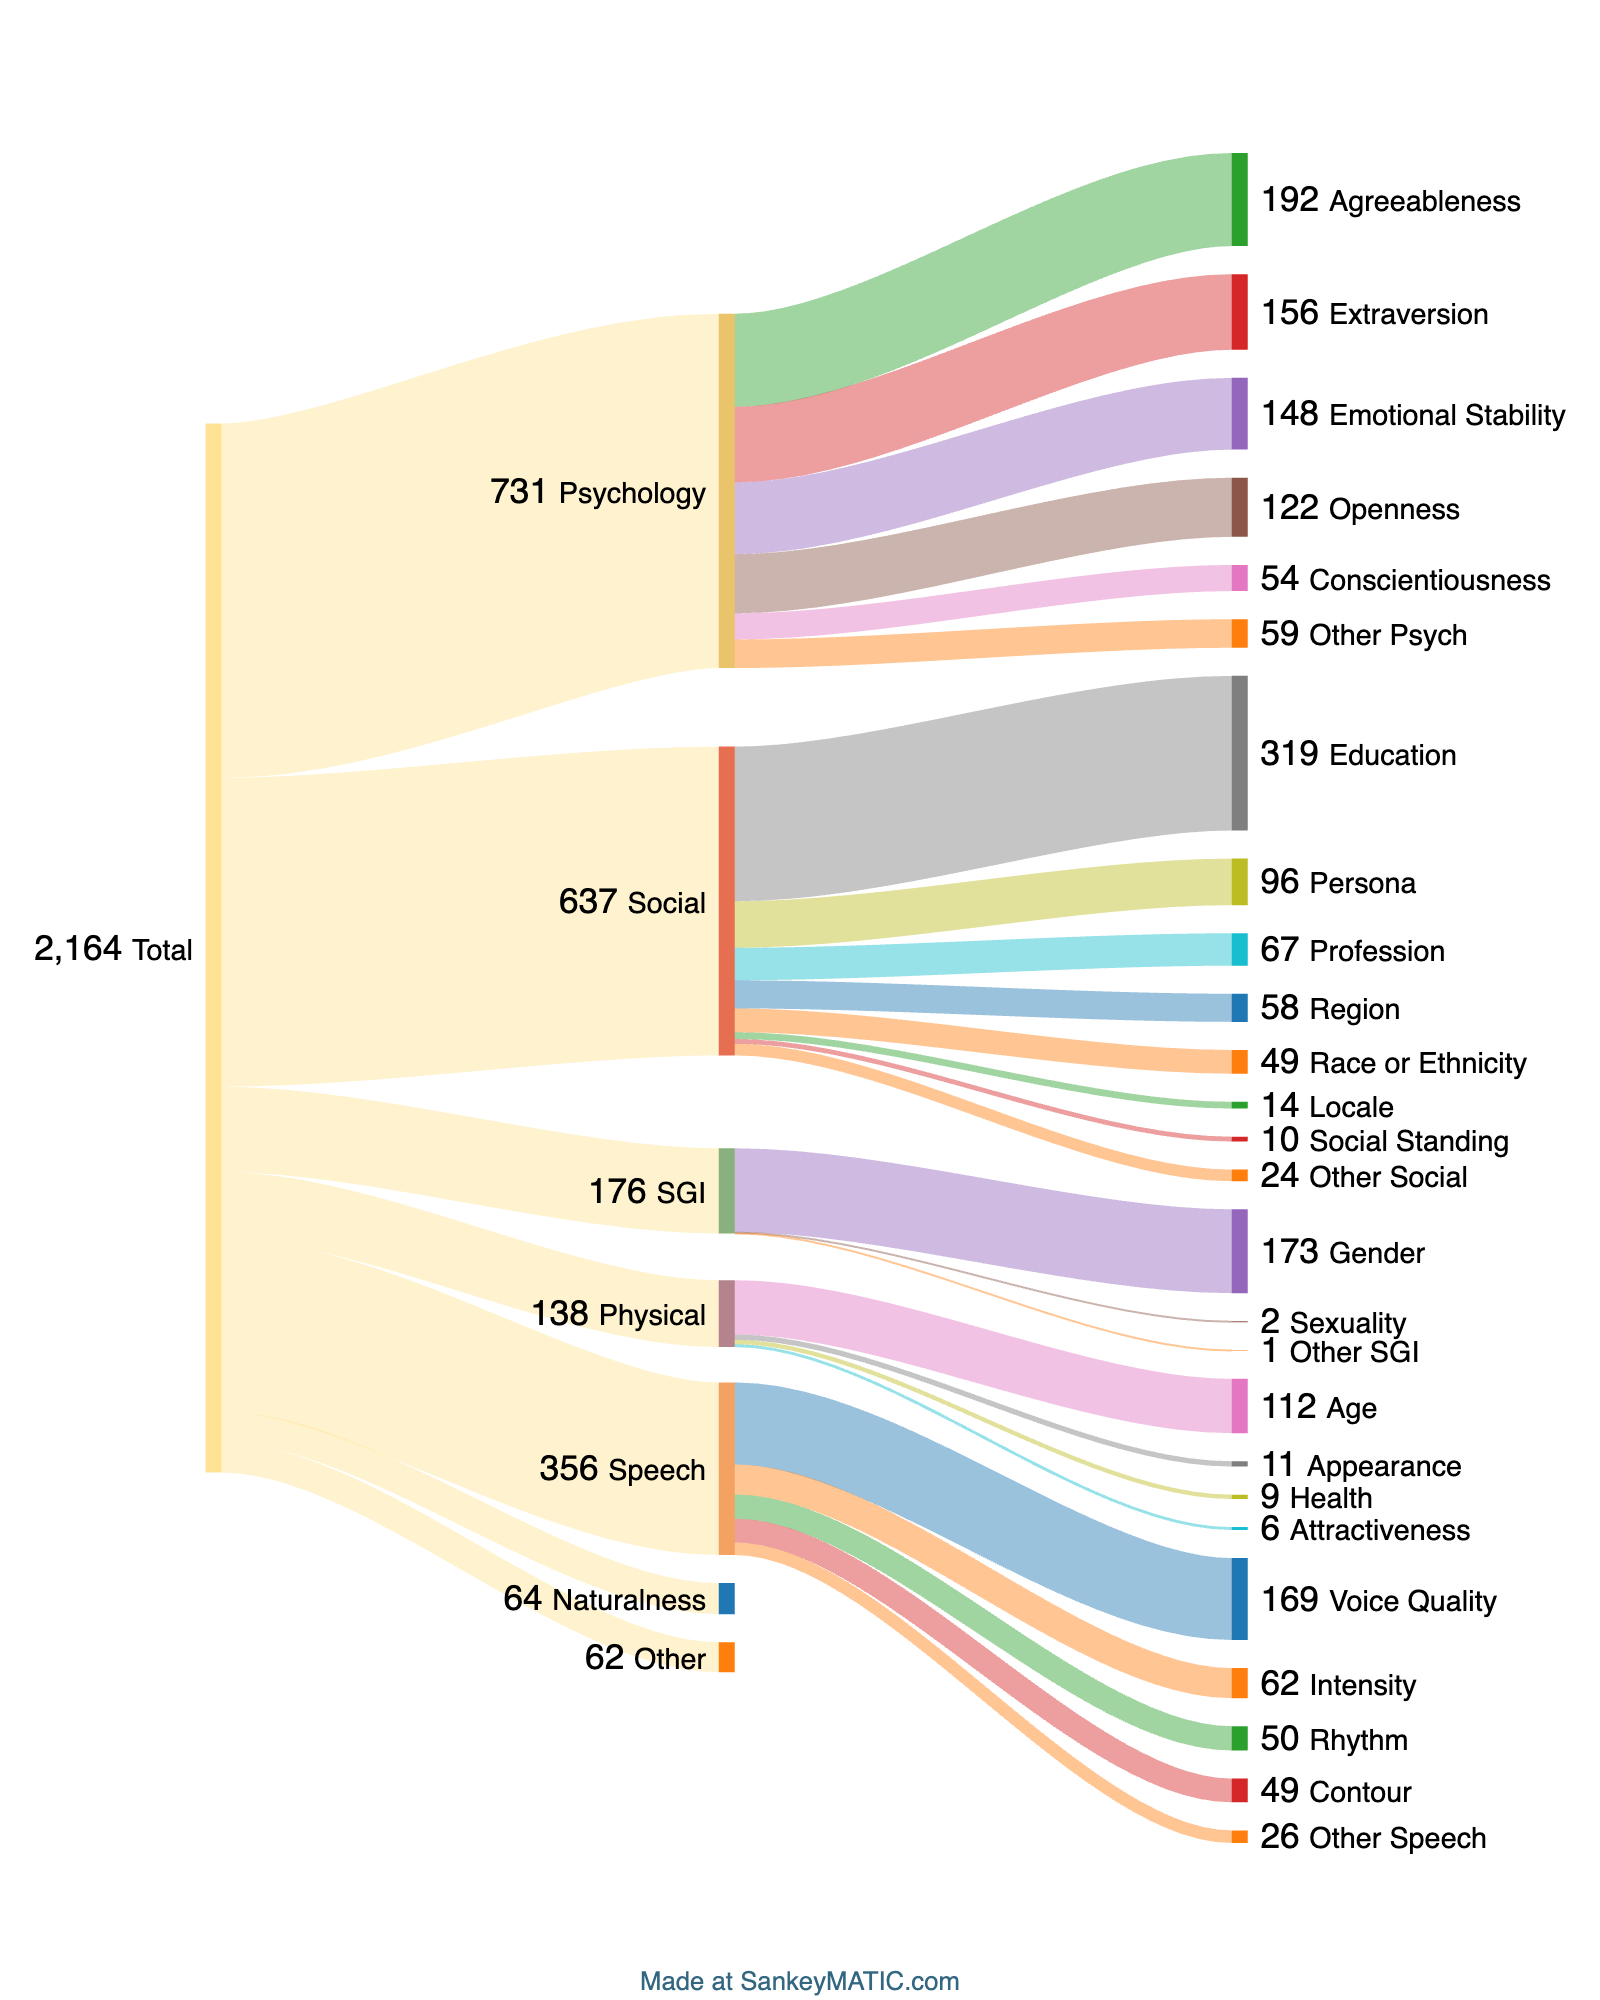 2,164 Total
731 Psychology
637 Social
176 SGI
138 Physical
356 Speech
64 Naturalness
62 Other
192 Agreeableness
156 Extraversion
148 Emotional Stability
122 Openness
54 Conscientiousness
59 Other Psych
319 Education
96 Persona
67 Profession
58 Region
49 Race or Ethnicity
14 Locale
10 Social Standing
24 Other Social
173 Gender
2 Sexuality
1 Other SGI
112 Age
11 Appearance
9 Health
6 Attractiveness
169 Voice Quality
62 Intensity
50 Rhythm
49 Contour
26 Other Speech
Made at SankeyMATIC.com